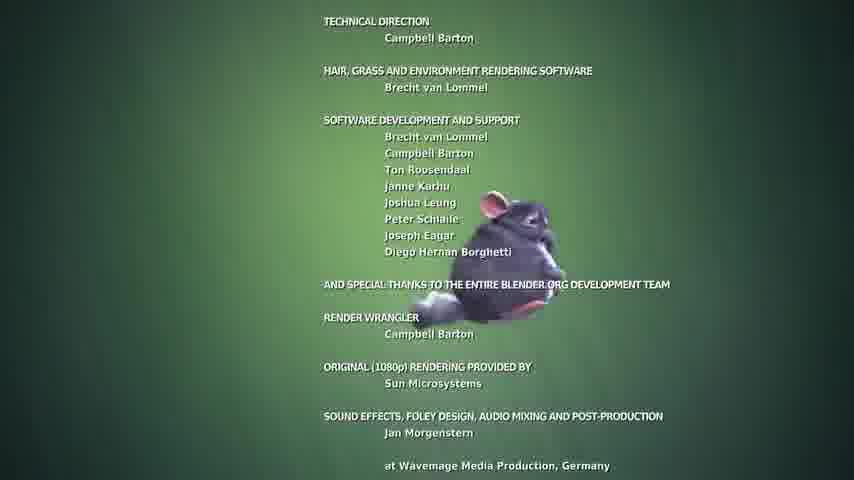 TECHNICAL DIRECTION
Campbell Barton
HAIR, GRASS AND ENVIRONMENT RENDERING SOFTWARE
Brecht van Lommel
SOFTWARE DEVELOPMENT AND SUPPORT
Brecht van Lommel
Campbell Barton
Ton Roosendaal
Janne Karhu
Joshua Leung
Peter Schlaile
Joseph Eagar
Diego Hernan Borghetti
AND SPECIAL THANKS TO THE ENTIRE BLENDER.ORG DEVELOPMENT TEAM
RENDER WRANGLER
Campbell Barton
ORIGINAL (1080p) RENDERING PROVIDED BY
Sun Microsystems
SOUND EFFECTS, FOLEY DESIGN, AUDIO MIXING AND POST-PRODUCTION
Jan Morgenstern
at Wavemage Media Production, Germany